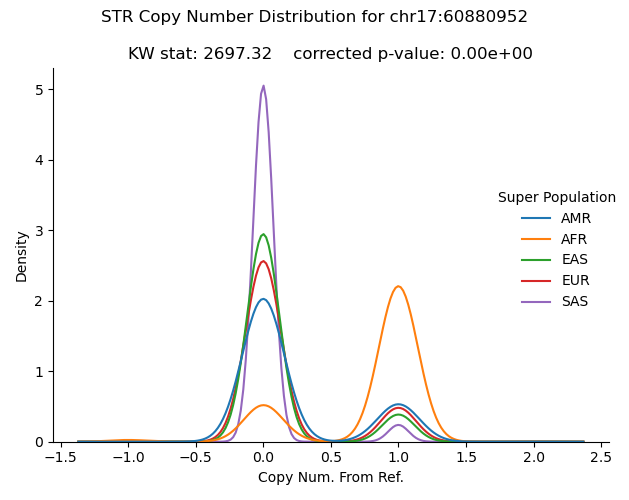 STR Copy Number Distribution for chr17:60880952
KW stat: 2697.32    corrected p-value: 0.00e+00
5
4
3
2
1
0
Density
−1.5 −1.0 −0.5 0.0 0.5 1.0 1.5 2.0 2.5
Copy Num. From Ref.
Super Population
AMR
AFR
EAS
EUR
SAS